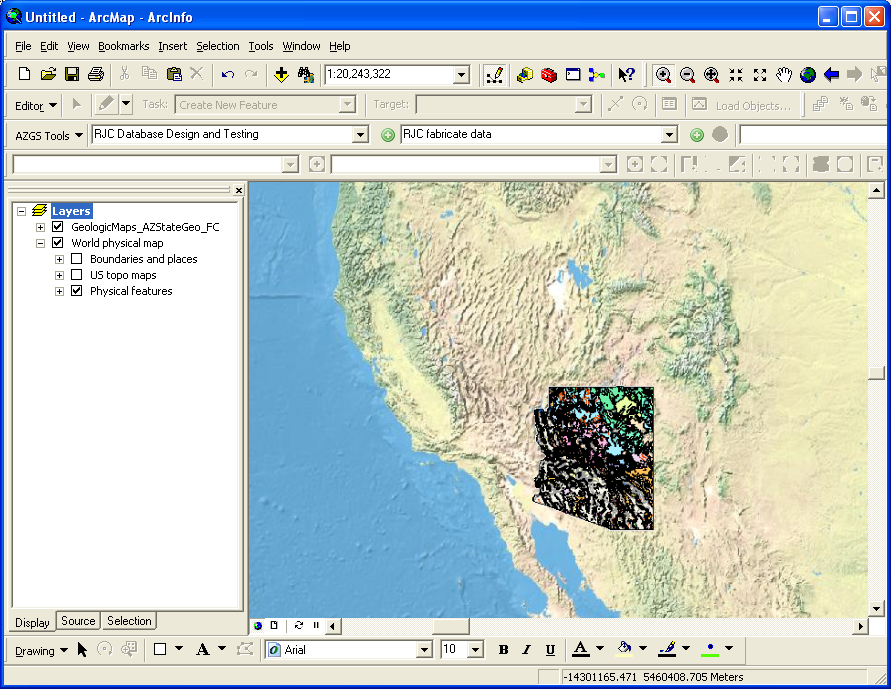 Untitled - ArcMap - ArcInfo
File Edit View Bookmarks Insert Selection Tools Window Help
1:20,243,322
Editor Task: Create New Feature Target: Load Objects...
AZGS Tools RJC Database Design and Testing RJC fabricate data
Layers
GeologicMaps_AZStateGeo_FC
World physical map
Boundaries and places
US topo maps
Physical features
Display Source Selection
Drawing A Arial 10 B I U A
-14301165.471 5460408.705 Meters